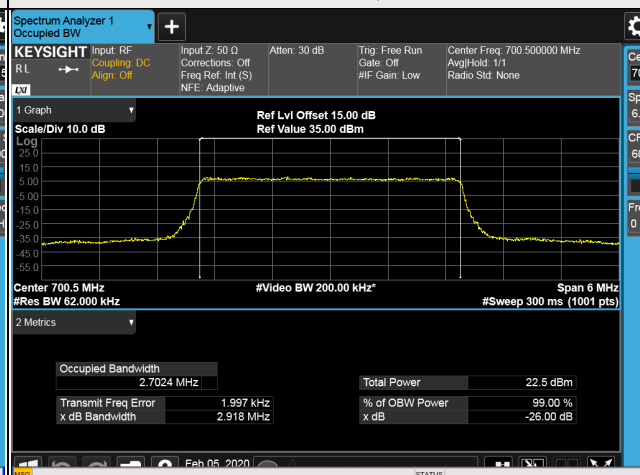 Spectrum Analyzer 1
Occupied BW
+
KEYSIGHT Input: RF Input Z: 50 Ω Atten: 30 dB Trig: Free Run Center Freq: 700.500000 MHz
R L Coupling: DC Corrections: Off Gate: Off Avg|Hold: 1/1
Align: Off Freq Ref: Int (S) #IF Gain: Low Radio Std: None
LXI NFE: Adaptive
1 Graph
Ref Lvl Offset 15.00 dB
Scale/Div 10.0 dB Ref Value 35.00 dBm
Log
25.0
15.0
5.00
-5.00
-15.0
-25.0
-35.0
-45.0
-55.0
Center 700.5 MHz #Video BW 200.00 kHz* Span 6 MHz
#Res BW 62.000 kHz #Sweep 300 ms (1001 pts)
2 Metrics
Occupied Bandwidth
2.7024 MHz Total Power 22.5 dBm
Transmit Freq Error 1.997 kHz % of OBW Power 99.00 %
x dB Bandwidth 2.918 MHz x dB -26.00 dB
Feb 05, 2020
MSG STATUS